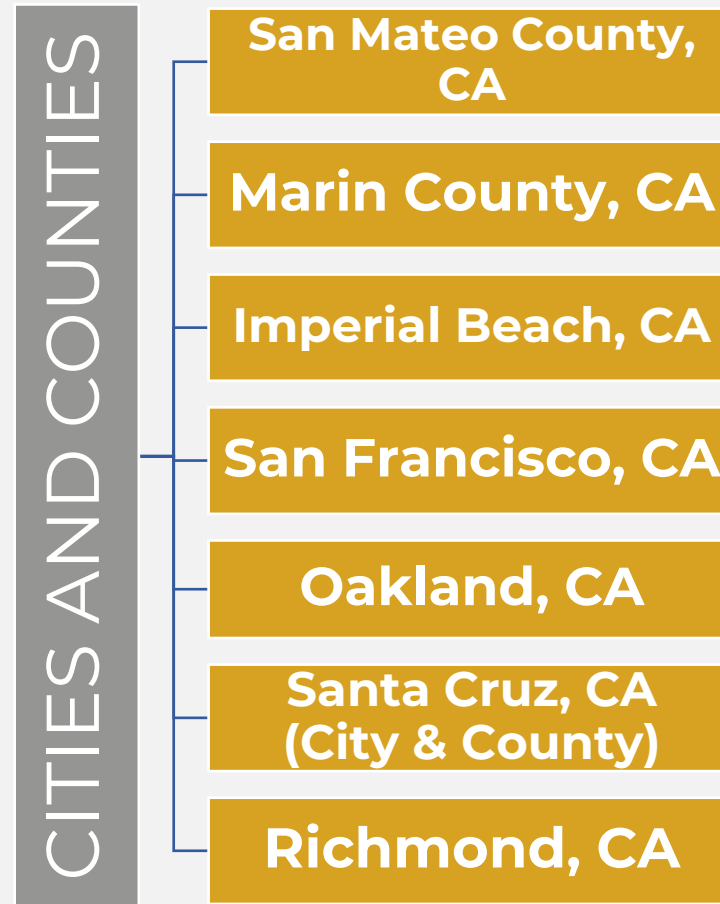 CITIES AND COUNTIES
San Mateo County,
CA
Marin County, CA
Imperial Beach, CA
San Francisco, CA
Oakland, CA
Santa Cruz, CA
(City & County)
Richmond, CA